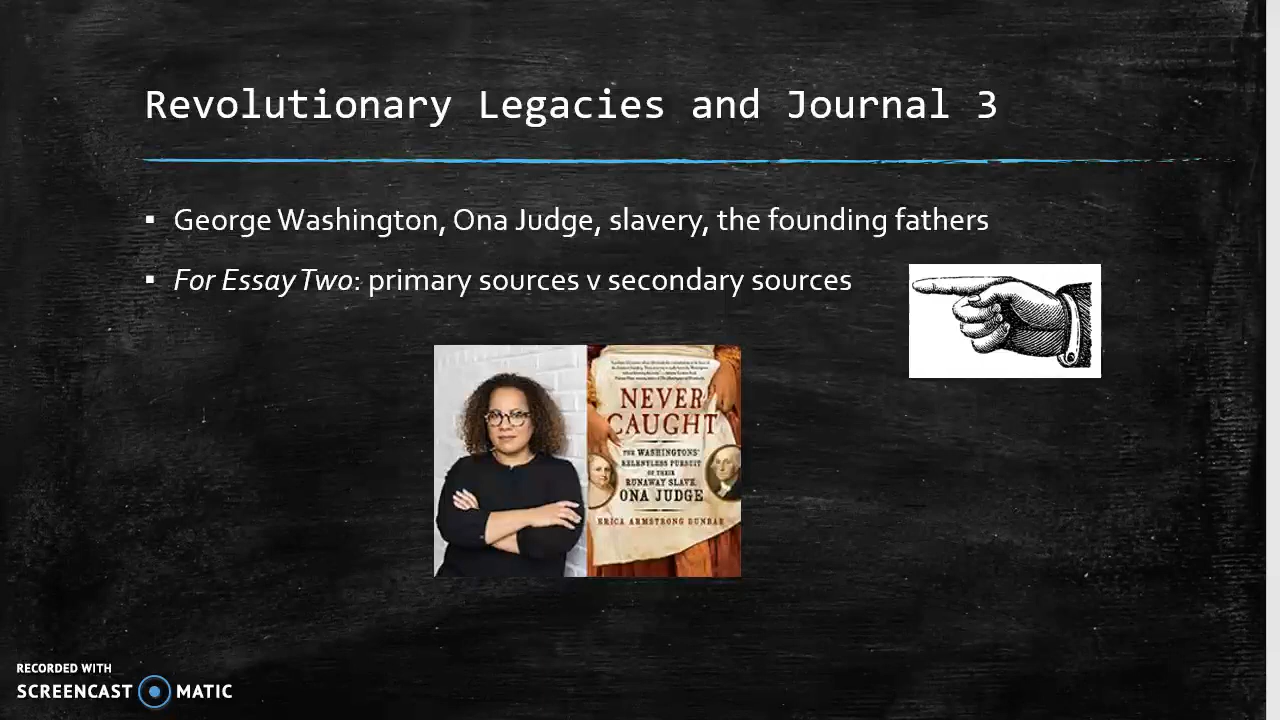 Revolutionary Legacies and Journal 3
▪ George Washington, Ona Judge, slavery, the founding fathers
▪ For Essay Two: primary sources v secondary sources
NEVER
CAUGHT
THE WASHINGTONS'
RELENTLESS PURSUIT
OF THEIR
RUNAWAY SLAVE,
ONA JUDGE
ERICA ARMSTRONG DUNBAR
RECORDED WITH
SCREENCAST MATIC